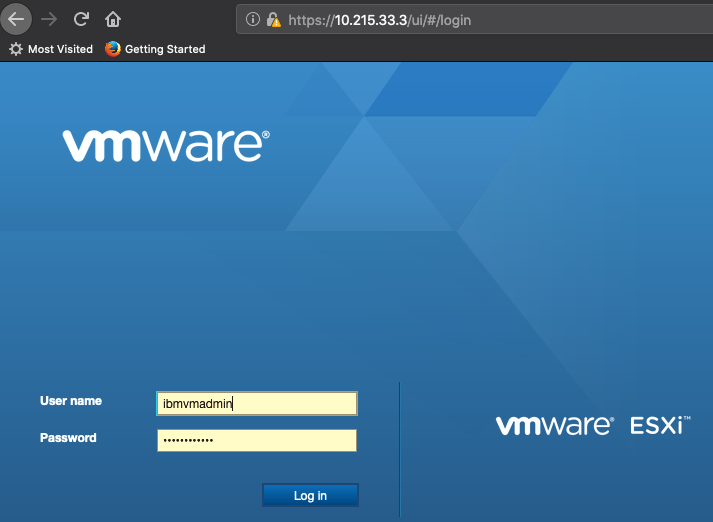 https://10.215.33.3/ui/#/login
Most Visited Getting Started
vmware®
User name ibmvmadmin
Password ••••••••••••
vmware® ESXi™
Log in